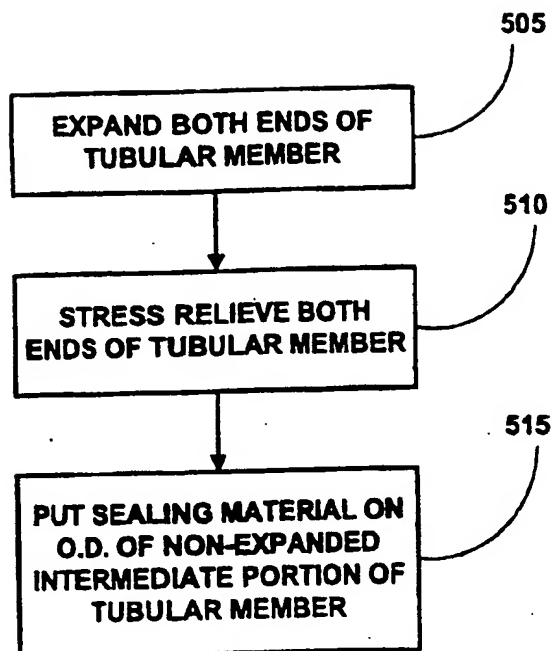 505
EXPAND BOTH ENDS OF
TUBULAR MEMBER
510
STRESS RELIEVE BOTH
ENDS OF TUBULAR MEMBER
515
PUT SEALING MATERIAL ON
O.D. OF NON-EXPANDED
INTERMEDIATE PORTION OF
TUBULAR MEMBER